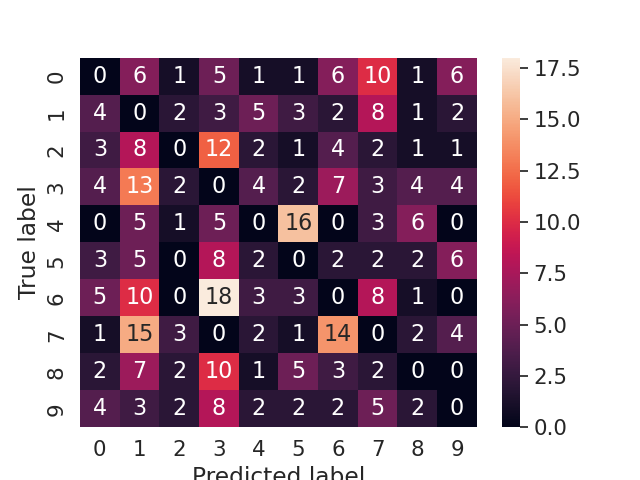 0 0 6 1 5 1 1 6 10 1 6
1 4 0 2 3 5 3 2 8 1 2
2 3 8 0 12 2 1 4 2 1 1
3 4 13 2 0 4 2 7 3 4 4
4 0 5 1 5 0 16 0 3 6 0
5 3 5 0 8 2 0 2 2 2 6
6 5 10 0 18 3 3 0 8 1 0
7 1 15 3 0 2 1 14 0 2 4
8 2 7 2 10 1 5 3 2 0 0
9 4 3 2 8 2 2 2 5 2 0
0 1 2 3 4 5 6 7 8 9
True label
Predicted label
17.5
15.0
12.5
10.0
7.5
5.0
2.5
0.0